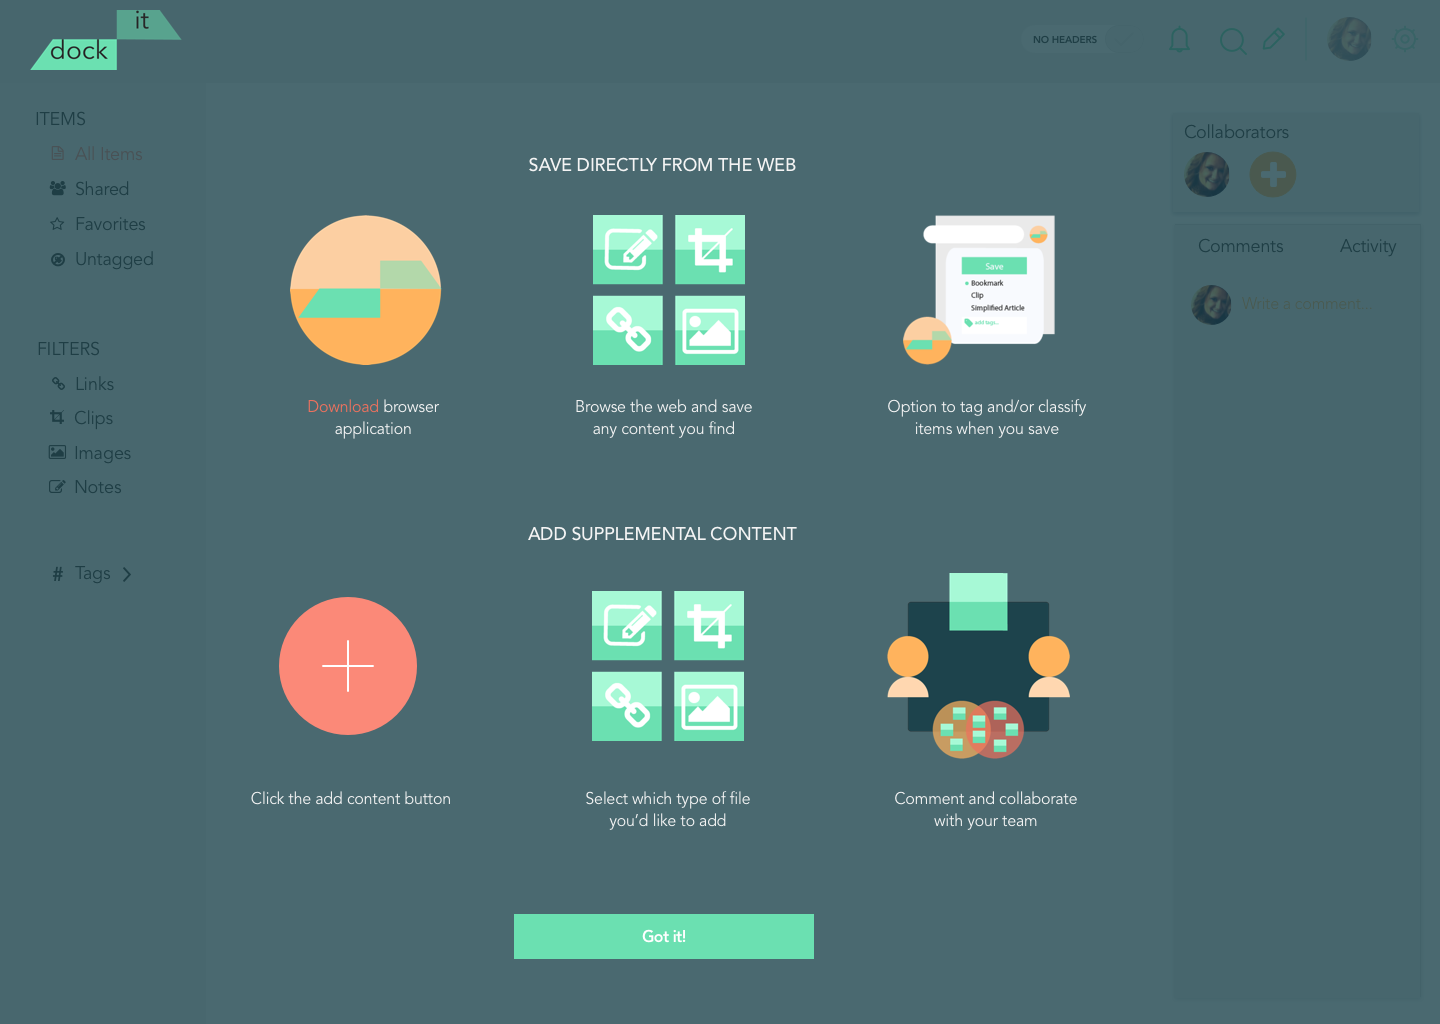 it
dock
NO HEADERS
ITEMS
All Items
Shared
Favorites
Untagged
FILTERS
Links
Clips
Images
Notes
# Tags
SAVE DIRECTLY FROM THE WEB
Save
Bookmark
Clip
Simplified Article
add tags...
Download browser
application
Browse the web and save
any content you find
Option to tag and/or classify
items when you save
ADD SUPPLEMENTAL CONTENT
Click the add content button
Select which type of file
you’d like to add
Comment and collaborate
with your team
Got it!
Collaborators
Comments
Activity
Write a comment...